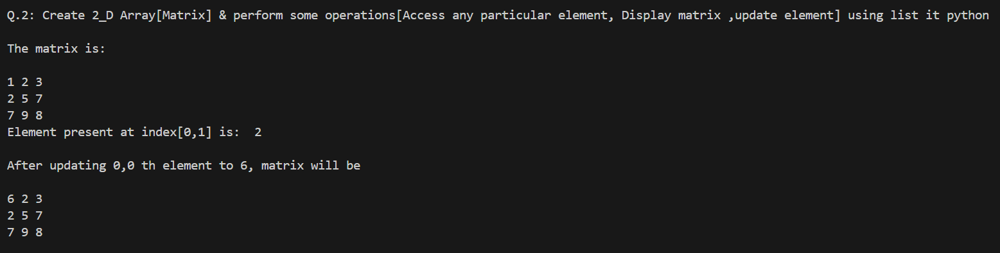 Q.2: Create 2_D Array[Matrix] & perform some operations[Access any particular element, Display matrix ,update element] using list it python
The matrix is:
1 2 3
2 5 7
7 9 8
Element present at index[0,1] is:  2
After updating 0,0 th element to 6, matrix will be
6 2 3
2 5 7
7 9 8